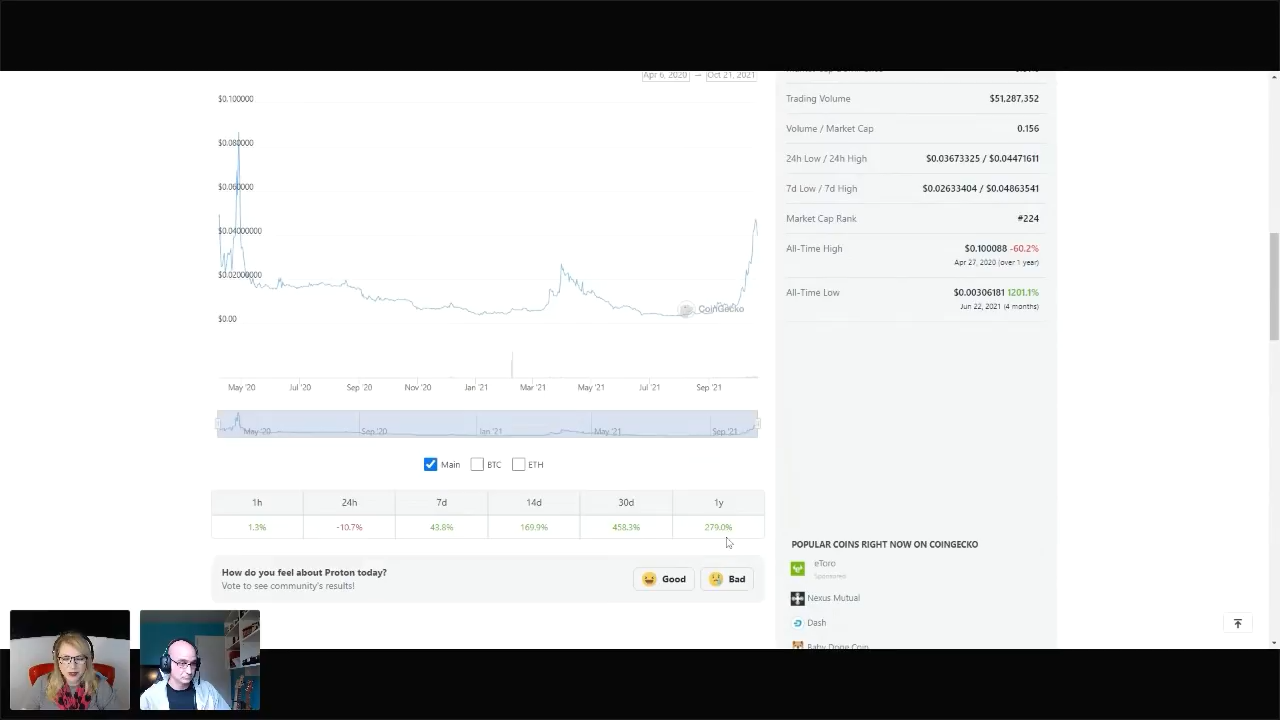 Apr 6, 2020 → Oct 21, 2021
$0.100000
$0.080000
$0.060000
$0.04000000
$0.02000000
$0.00
CoinGecko
May '20 Jul '20 Sep '20 Nov '20 Jan '21 Mar '21 May '21 Jul '21 Sep '21
May '20 Sep '20 Jan '21 May '21 Sep '21
Main BTC ETH
1h 24h 7d 14d 30d 1y
1.3% -10.7% 43.8% 169.9% 458.3% 279.0%
How do you feel about Proton today?
Vote to see community's results!
Good Bad
Trading Volume $51,287,352
Volume / Market Cap 0.156
24h Low / 24h High $0.03673325 / $0.04471611
7d Low / 7d High $0.02633404 / $0.04863541
Market Cap Rank #224
All-Time High $0.100088 -60.2%
Apr 27, 2020 (over 1 year)
All-Time Low $0.00306181 1201.1%
Jun 22, 2021 (4 months)
POPULAR COINS RIGHT NOW ON COINGECKO
eToro
Sponsored
Nexus Mutual
Dash
Baby Doge Coin